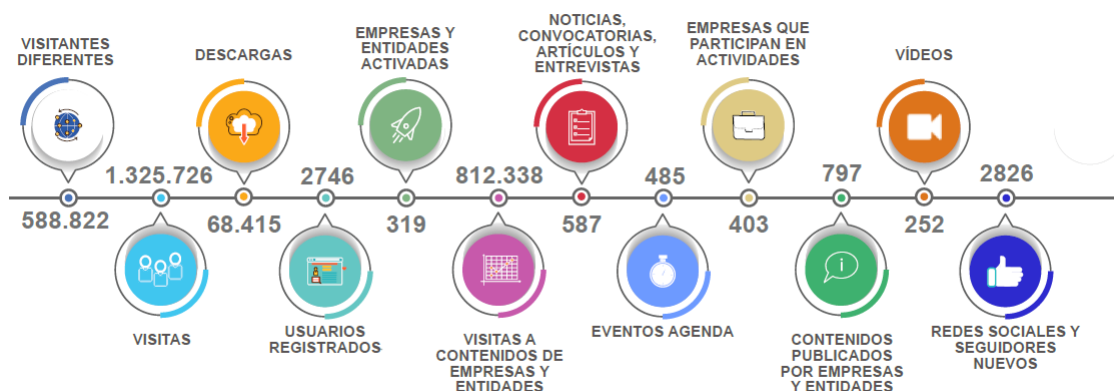 VISITANTES
DIFERENTES
588.822
1.325.726
VISITAS
DESCARGAS
68.415
2746
USUARIOS
REGISTRADOS
EMPRESAS Y
ENTIDADES
ACTIVADAS
319
812.338
VISITAS A
CONTENIDOS DE
EMPRESAS Y
ENTIDADES
NOTICIAS,
CONVOCATORIAS,
ARTÍCULOS Y
ENTREVISTAS
587
485
EVENTOS AGENDA
EMPRESAS QUE
PARTICIPAN EN
ACTIVIDADES
403
797
i
CONTENIDOS
PUBLICADOS
POR EMPRESAS
Y ENTIDADES
VÍDEOS
252
2826
REDES SOCIALES Y
SEGUIDORES
NUEVOS